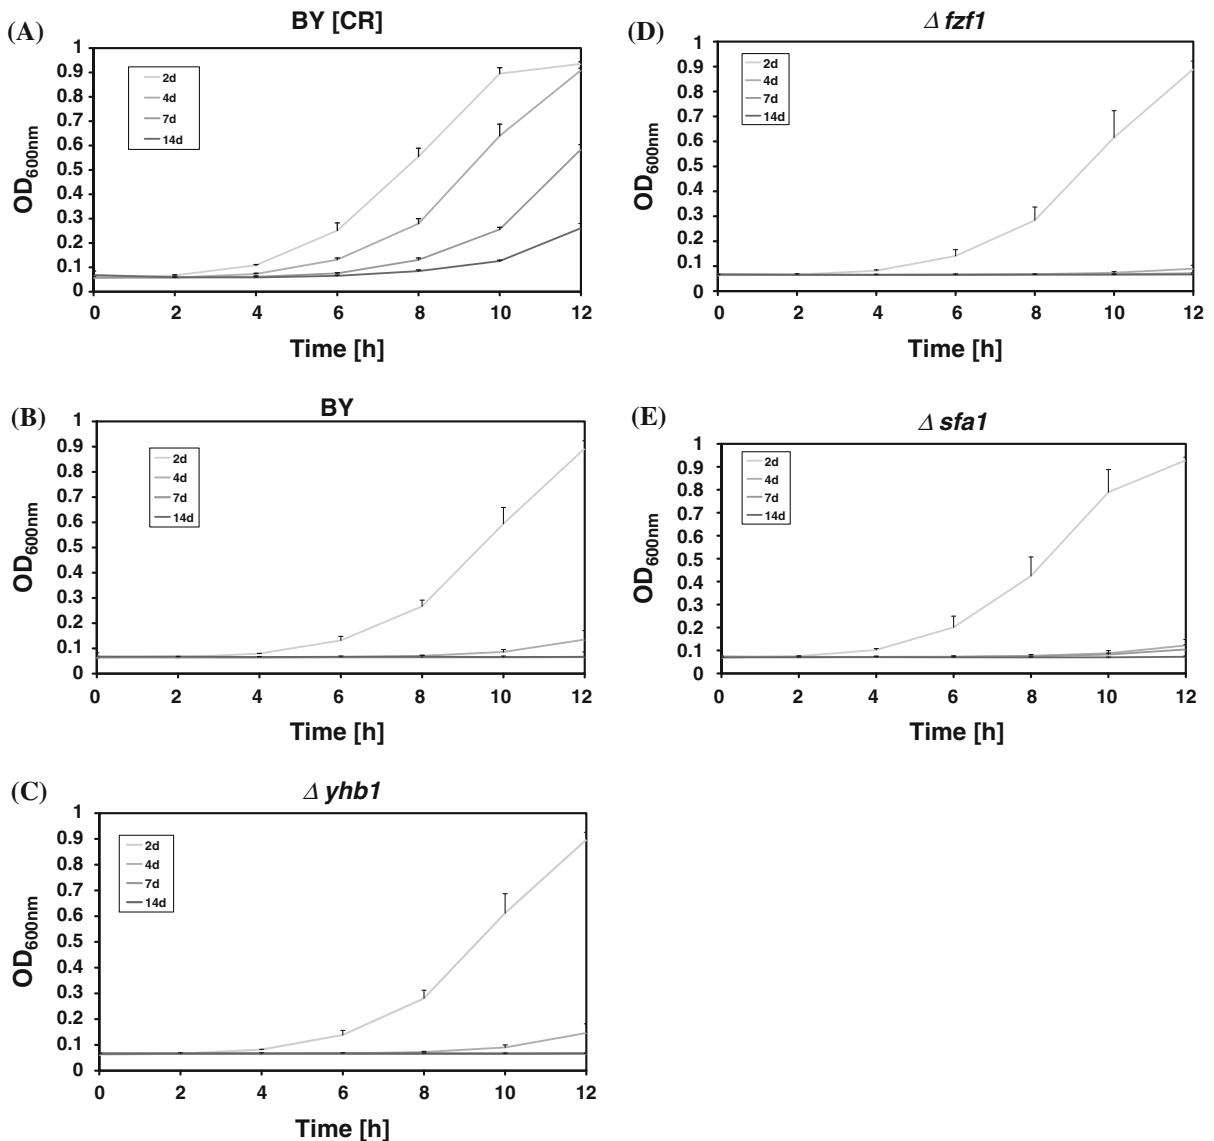 (A)
BY [CR]
OD600nm
1
0.9
0.8
0.7
0.6
0.5
0.4
0.3
0.2
0.1
0
2d
4d
7d
14d
0 2 4 6 8 10 12
Time [h]
(B)
BY
OD600nm
1
0.9
0.8
0.7
0.6
0.5
0.4
0.3
0.2
0.1
0
2d
4d
7d
14d
0 2 4 6 8 10 12
Time [h]
(C)
Δ yhb1
OD600nm
1
0.9
0.8
0.7
0.6
0.5
0.4
0.3
0.2
0.1
0
2d
4d
7d
14d
0 2 4 6 8 10 12
Time [h]
(D)
Δ fzf1
OD600nm
1
0.9
0.8
0.7
0.6
0.5
0.4
0.3
0.2
0.1
0
2d
4d
7d
14d
0 2 4 6 8 10 12
Time [h]
(E)
Δ sfa1
OD600nm
1
0.9
0.8
0.7
0.6
0.5
0.4
0.3
0.2
0.1
0
2d
4d
7d
14d
0 2 4 6 8 10 12
Time [h]